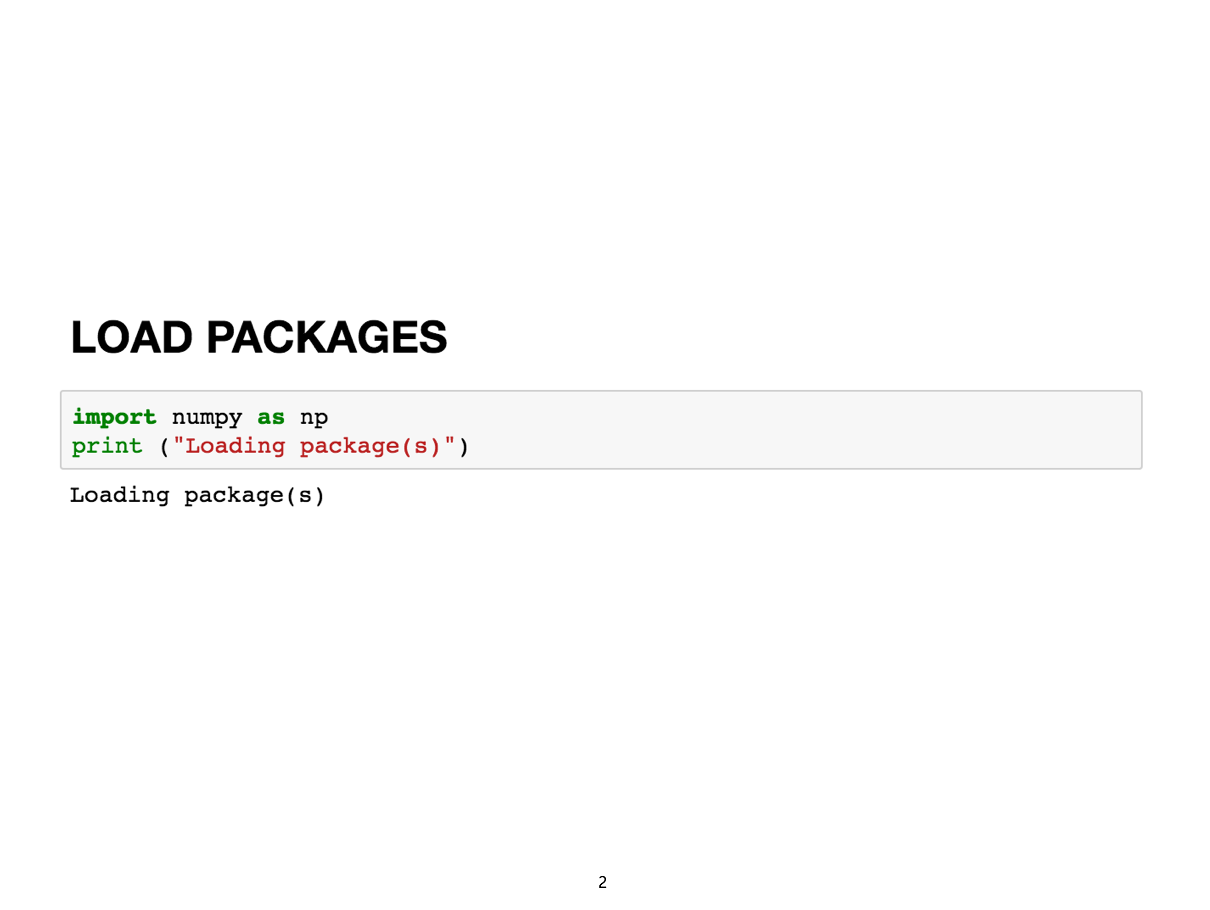 LOAD PACKAGES
import numpy as np
print ("Loading package(s)")
Loading package(s)
2